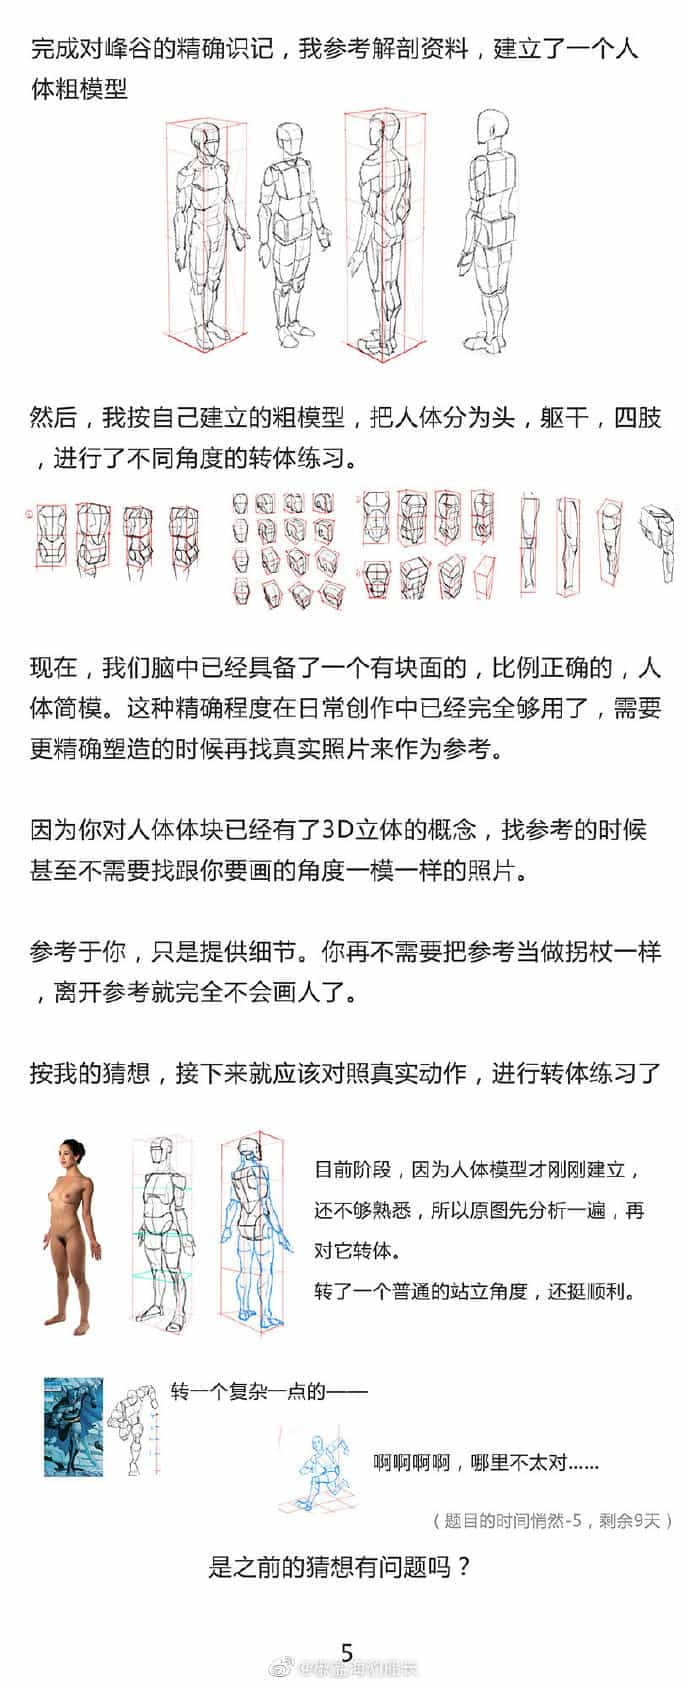 完成对峰谷的精确识记，我参考解剖资料，建立了一个人
体粗模型
然后，我按自己建立的粗模型，把人体分为头，躯干，四肢
，进行了不同角度的转体练习。
现在，我们脑中已经具备了一个有块面的，比例正确的，人
体简模。这种精确程度在日常创作中已经完全够用了，需要
更精确塑造的时候再找真实照片来作为参考。
因为你对人体体块已经有了3D立体的概念，找参考的时候
甚至不需要找跟你要画的角度一模一样的照片。
参考于你，只是提供细节。你再不需要把参考当做拐杖一样
，离开参考就完全不会画人了。
按我的猜想，接下来就应该对照真实动作，进行转体练习了
目前阶段，因为人体模型才刚刚建立，
还不够熟悉，所以原图先分析一遍，再
对它转体。
转了一个普通的站立角度，还挺顺利。
转一个复杂一点的——
啊啊啊啊，哪里不太对……
（题目的时间悄然-5，剩余9天）
是之前的猜想有问题吗？
5